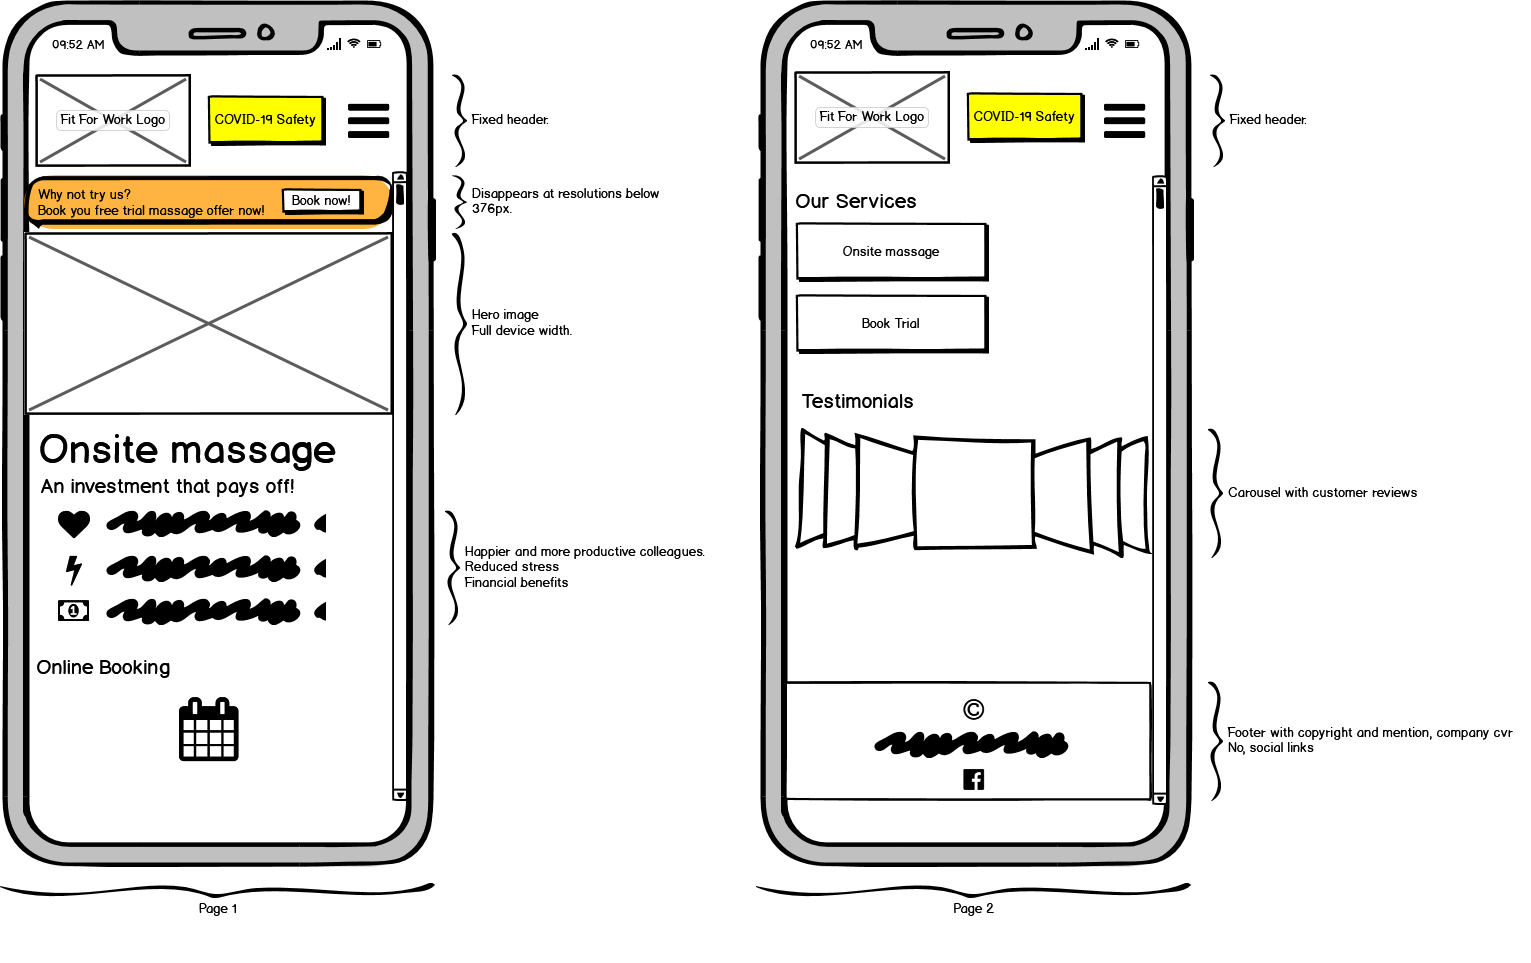 09:52 AM
Fit For Work Logo
COVID-19 Safety
Fixed header.
Why not try us?
Book you free trial massage offer now!
Book now!
Disappears at resolutions below
376px.
Hero image
Full device width.
Onsite massage
An investment that pays off!
1
Happier and more productive colleagues.
Reduced stress
Financial benefits
Online Booking
Page 1
09:52 AM
Fit For Work Logo
COVID-19 Safety
Fixed header.
Our Services
Onsite massage
Book Trial
Testimonials
Carousel with customer reviews
©
Footer with copyright and mention, company cvr
No, social links
Page 2